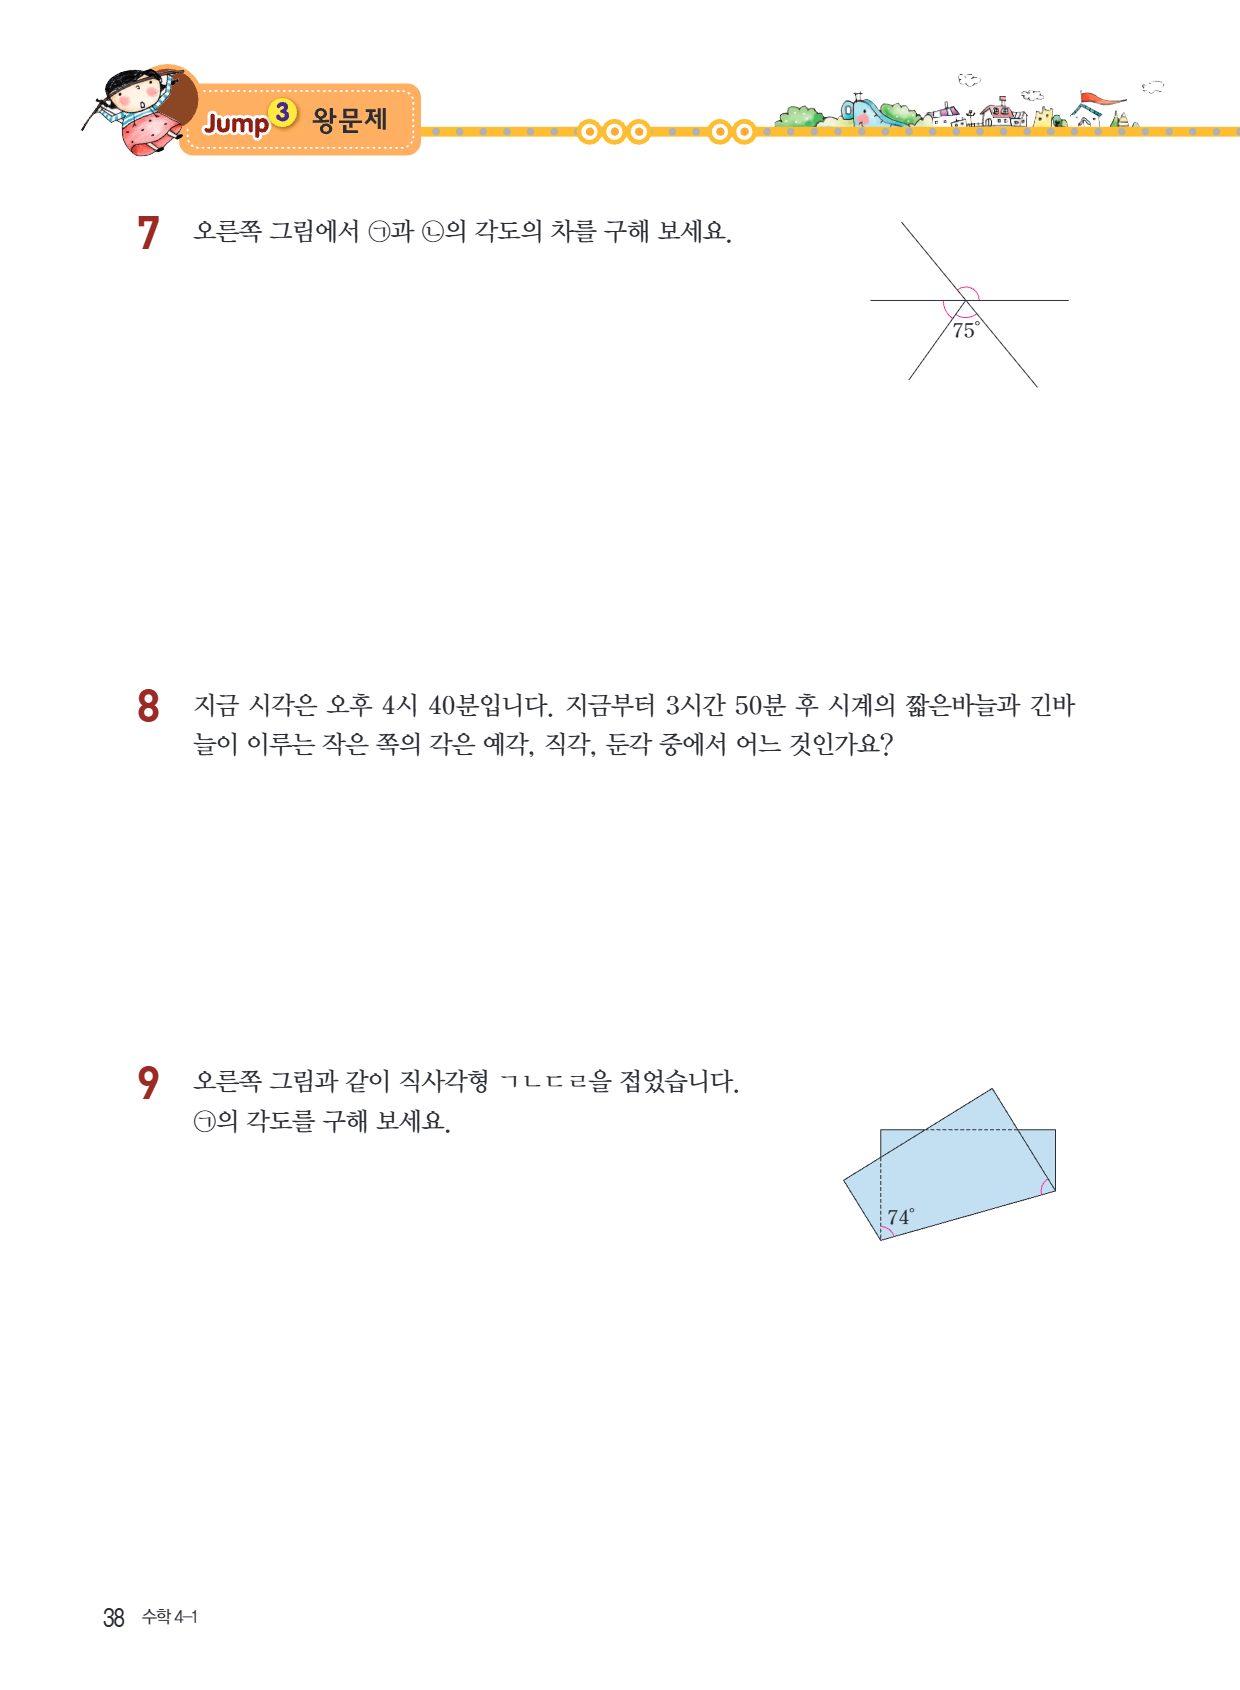 Jump 3 왕문제
7 오른쪽 그림에서 ㉠과 ㉡의 각도의 차를 구해 보세요.
75°
8 지금 시각은 오후 4시 40분입니다. 지금부터 3시간 50분 후 시계의 짧은바늘과 긴바
늘이 이루는 작은 쪽의 각은 예각, 직각, 둔각 중에서 어느 것인가요?
9 오른쪽 그림과 같이 직사각형 ㄱㄴㄷㄹ을 접었습니다.
㉠의 각도를 구해 보세요.
74°
38 수학 4-1